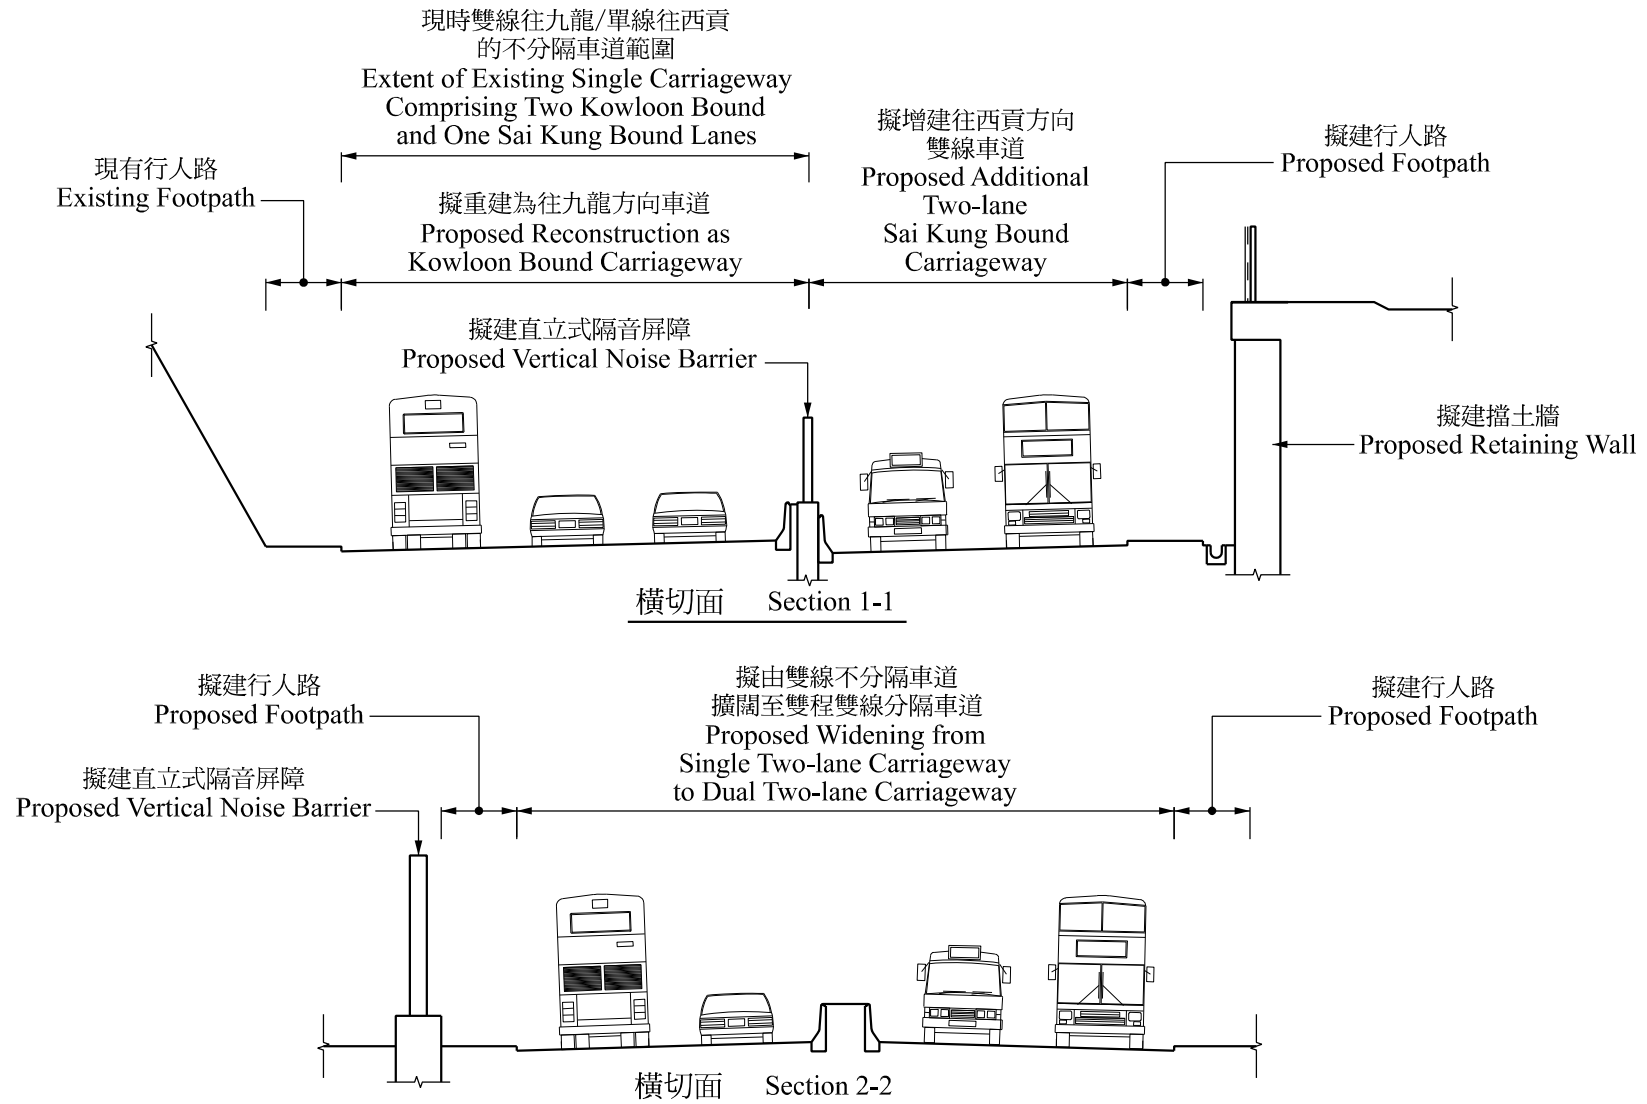 現時雙線往九龍/單線往西貢
的不分隔車道範圍
Extent of Existing Single Carriageway
Comprising Two Kowloon Bound
and One Sai Kung Bound Lanes
擬增建往西貢方向
雙線車道
Proposed Additional
Two-lane
Sai Kung Bound
Carriageway
擬建行人路
Proposed Footpath
現有行人路
Existing Footpath
擬重建為往九龍方向車道
Proposed Reconstruction as
Kowloon Bound Carriageway
擬建直立式隔音屏障
Proposed Vertical Noise Barrier
擬建擋土牆
Proposed Retaining Wall
橫切面 Section 1-1
擬建行人路
Proposed Footpath
擬由雙線不分隔車道
擴闊至雙程雙線分隔車道
Proposed Widening from
Single Two-lane Carriageway
to Dual Two-lane Carriageway
擬建行人路
Proposed Footpath
擬建直立式隔音屏障
Proposed Vertical Noise Barrier
橫切面 Section 2-2